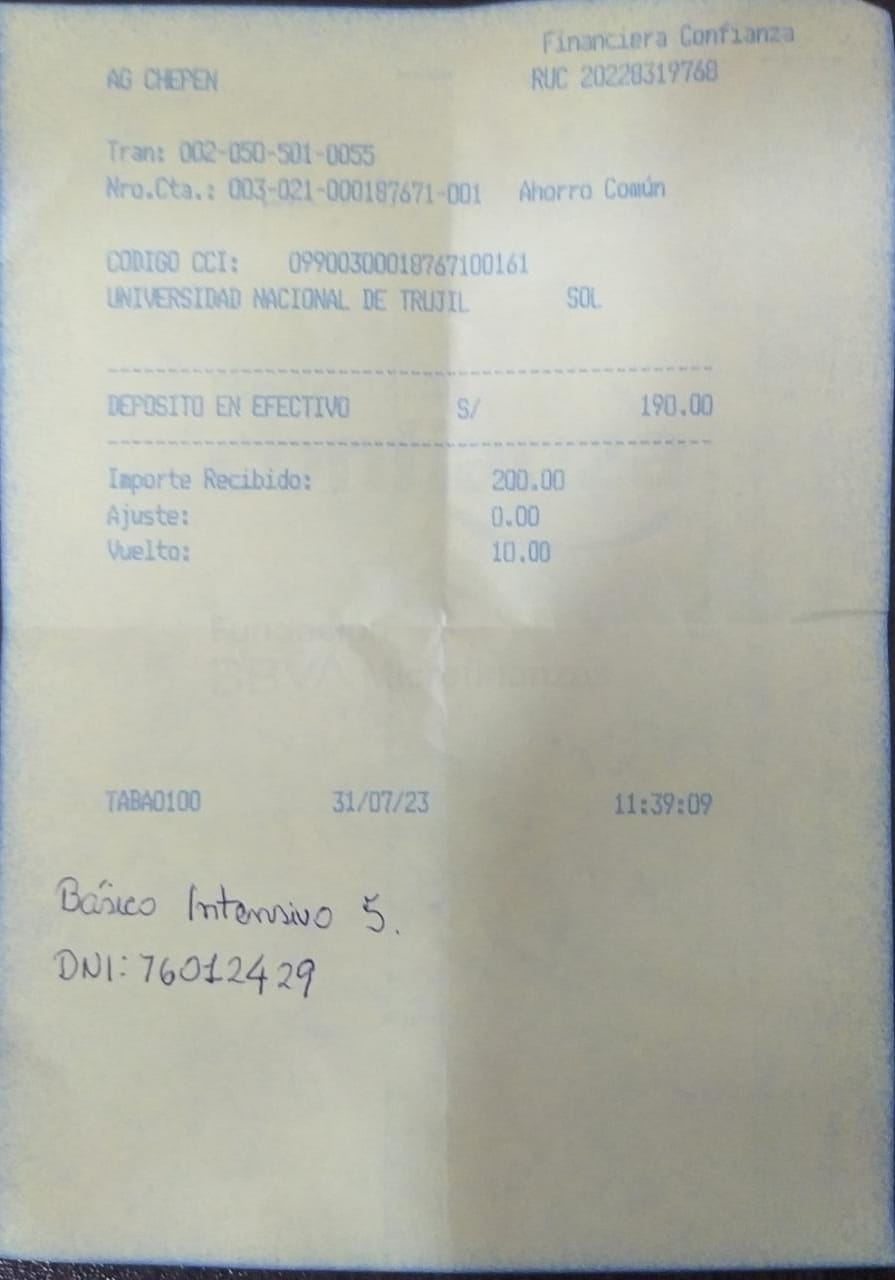 Financiera Confianza
AG CHEPEN RUC 20228319768
Tran: 002-050-501-0055
Nro.Cta.: 003-021-000187671-001 Ahorro Común
CODIGO CCI: 09900300018767100161
UNIVERSIDAD NACIONAL DE TRUJIL SOL
DEPOSITO EN EFECTIVO S/ 190.00
Importe Recibido: 200.00
Ajuste: 0.00
Vuelto: 10.00
BBVA
TABA0100 31/07/23 11:39:09
Básico Intensivo 5.
DNI: 76012429